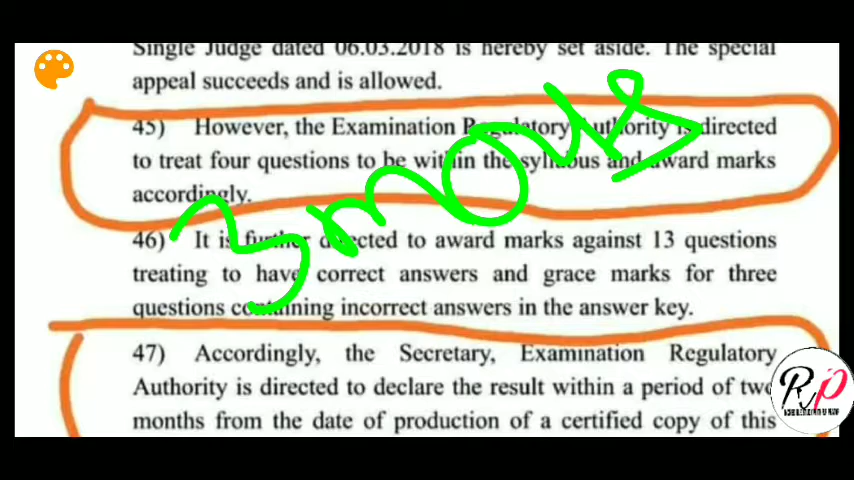 Single Judge dated 06.03.2018 is hereby set aside. The special
appeal succeeds and is allowed.
45) However, the Examination Regulatory Authority is directed
to treat four questions to be within the syllabus and award marks
accordingly.
46) It is further directed to award marks against 13 questions
treating to have correct answers and grace marks for three
questions containing incorrect answers in the answer key.
47) Accordingly, the Secretary, Examination Regulatory
Authority is directed to declare the result within a period of two
months from the date of production of a certified copy of this